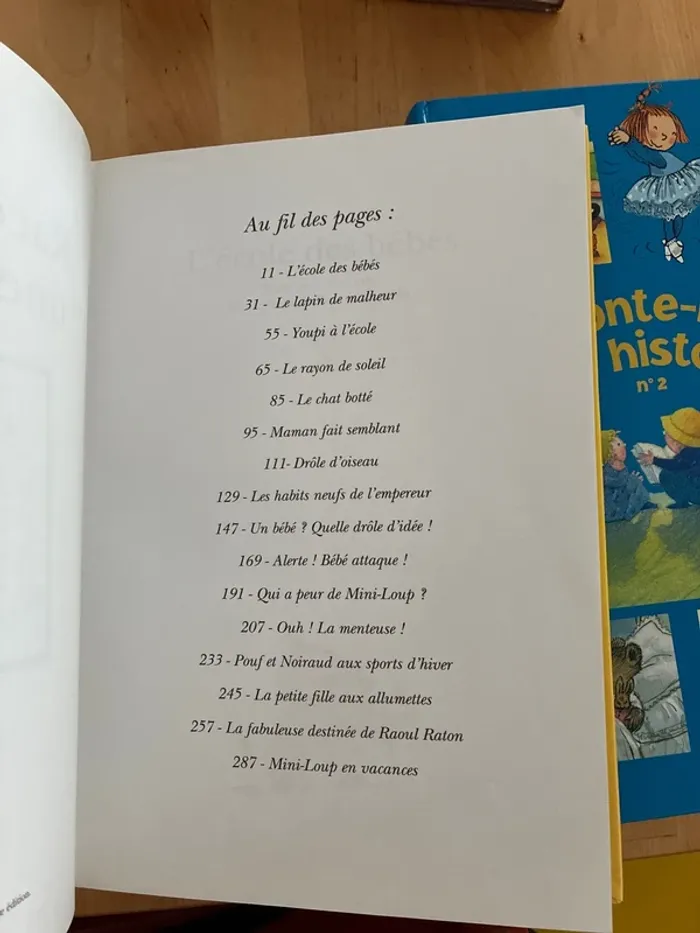 Au fil des pages :
11 - L'école des bébés
31 - Le lapin de malheur
55 - Youpi à l'école
65 - Le rayon de soleil
85 - Le chat botté
95 - Maman fait semblant
111- Drôle d'oiseau
129 - Les habits neufs de l'empereur
147 - Un bébé ? Quelle drôle d'idée !
169 - Alerte ! Bébé attaque !
191 - Qui a peur de Mini-Loup ?
207 - Ouh ! La menteuse !
233 - Pouf et Noiraud aux sports d'hiver
245 - La petite fille aux allumettes
257 - La fabuleuse destinée de Raoul Raton
287 - Mini-Loup en vacances
édition
onte-
histo
n°2